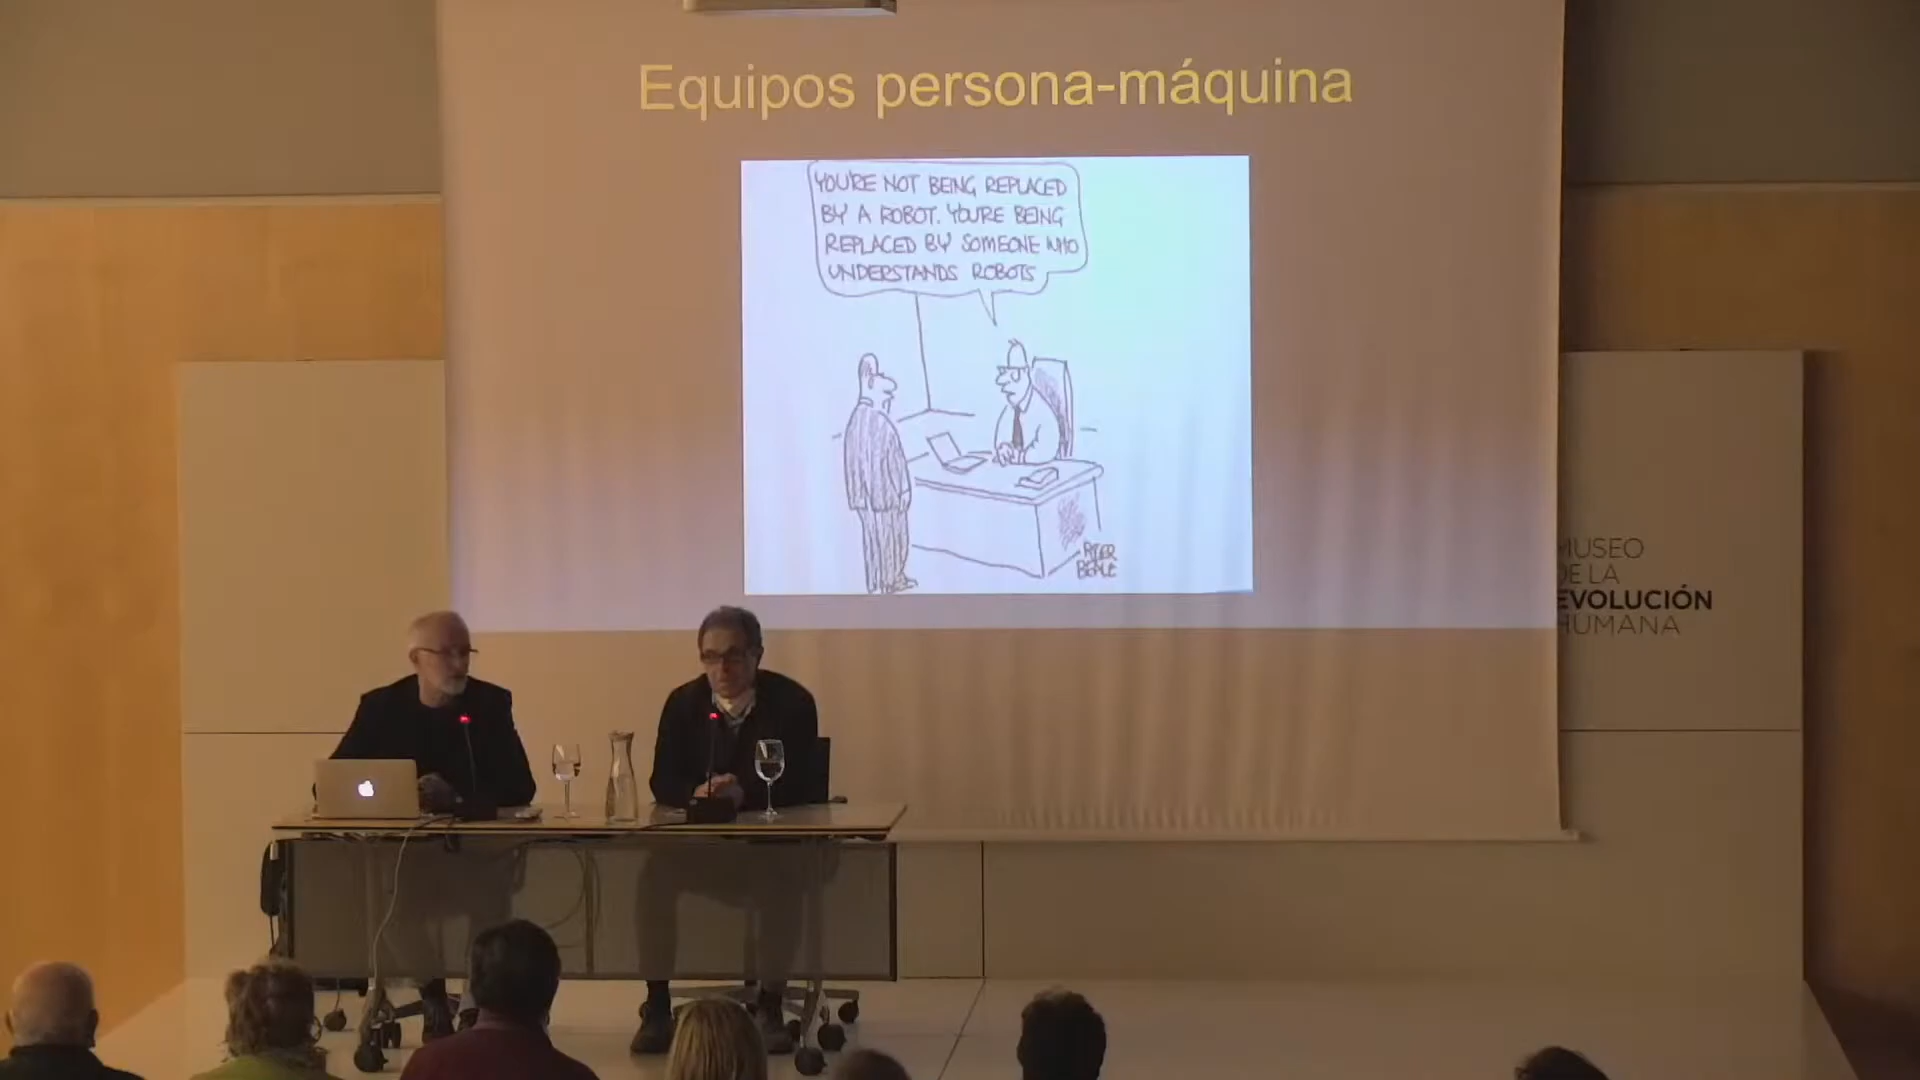 Equipos persona-máquina
YOU'RE NOT BEING REPLACED
BY A ROBOT. YOU'RE BEING
REPLACED BY SOMEONE WHO
UNDERSTANDS ROBOTS
MUSEO
DE LA
EVOLUCIÓN
HUMANA